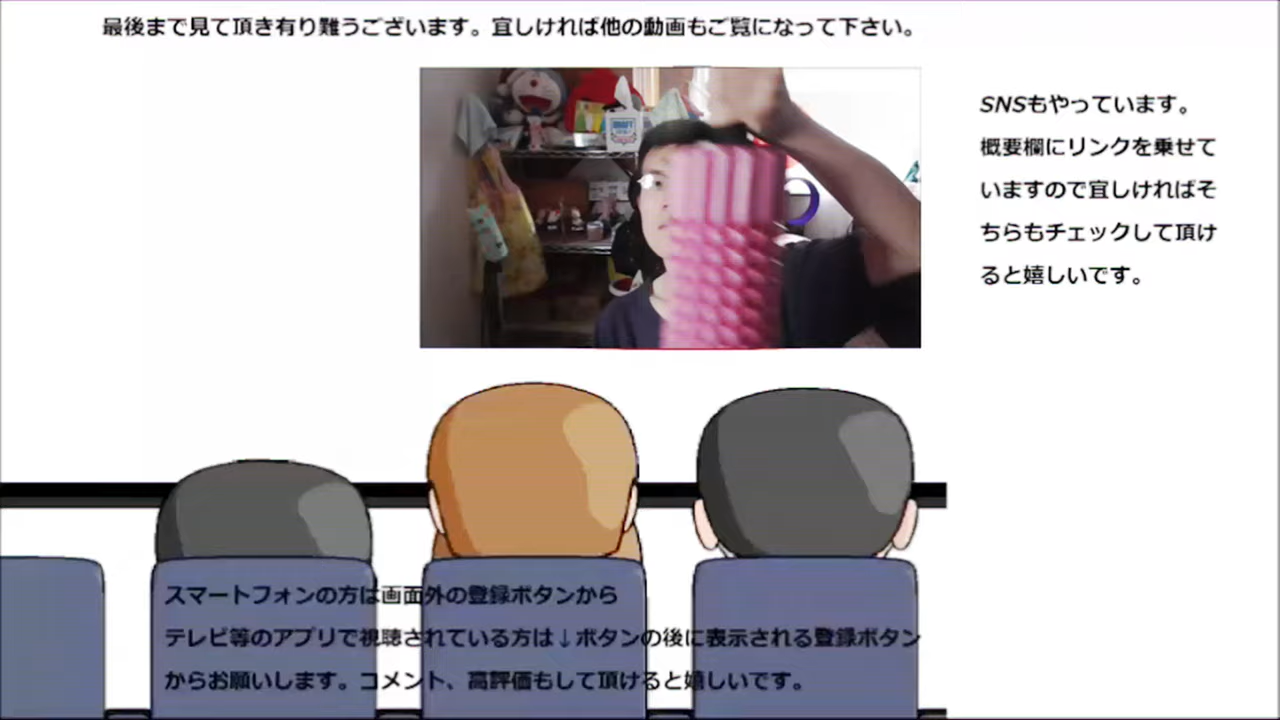 最後まで見て頂き有り難うございます。宜しければ他の動画もご覧になって下さい。
SNSもやっています。
概要欄にリンクを乗せて
いますので宜しければそ
ちらもチェックして頂け
ると嬉しいです。
スマートフォンの方は画面外の登録ボタンから
テレビ等のアプリで視聴されている方は↓ボタンの後に表示される登録ボタン
からお願いします。コメント、高評価もして頂けると嬉しいです。